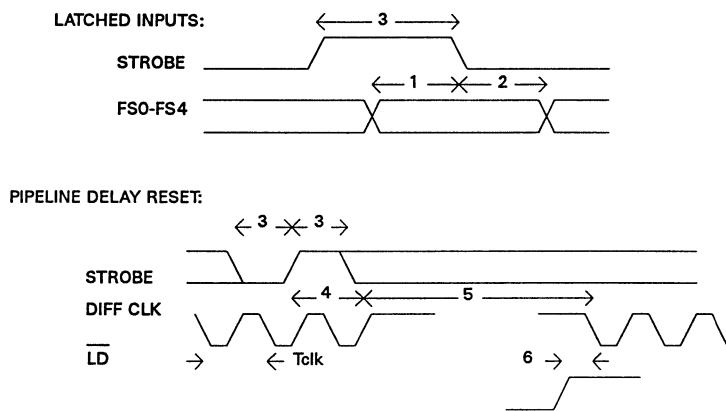 LATCHED INPUTS:
3
STROBE
1 2
FS0-FS4
PIPELINE DELAY RESET:
3 3
STROBE
4 5
DIFF CLK
LD Tclk 6